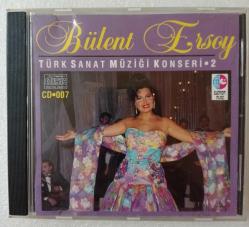 Bülent Ersoy
TÜRK SANAT MÜZİĞİ KONSERİ•2
CD•007